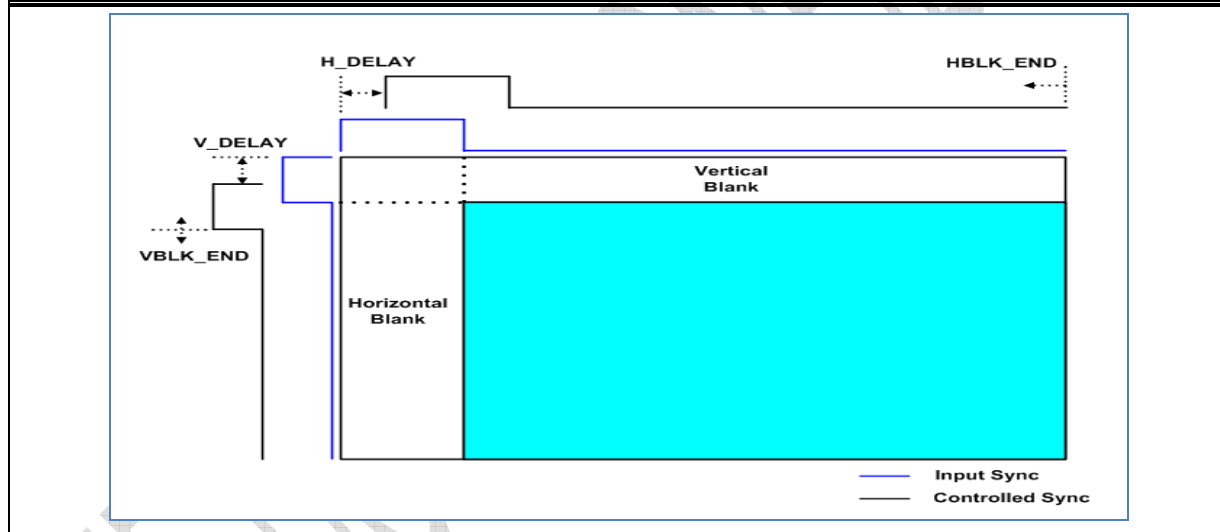 H_DELAY
HBLK_END
V_DELAY
Vertical
Blank
VBLK_END
Horizontal
Blank
Input Sync
Controlled Sync